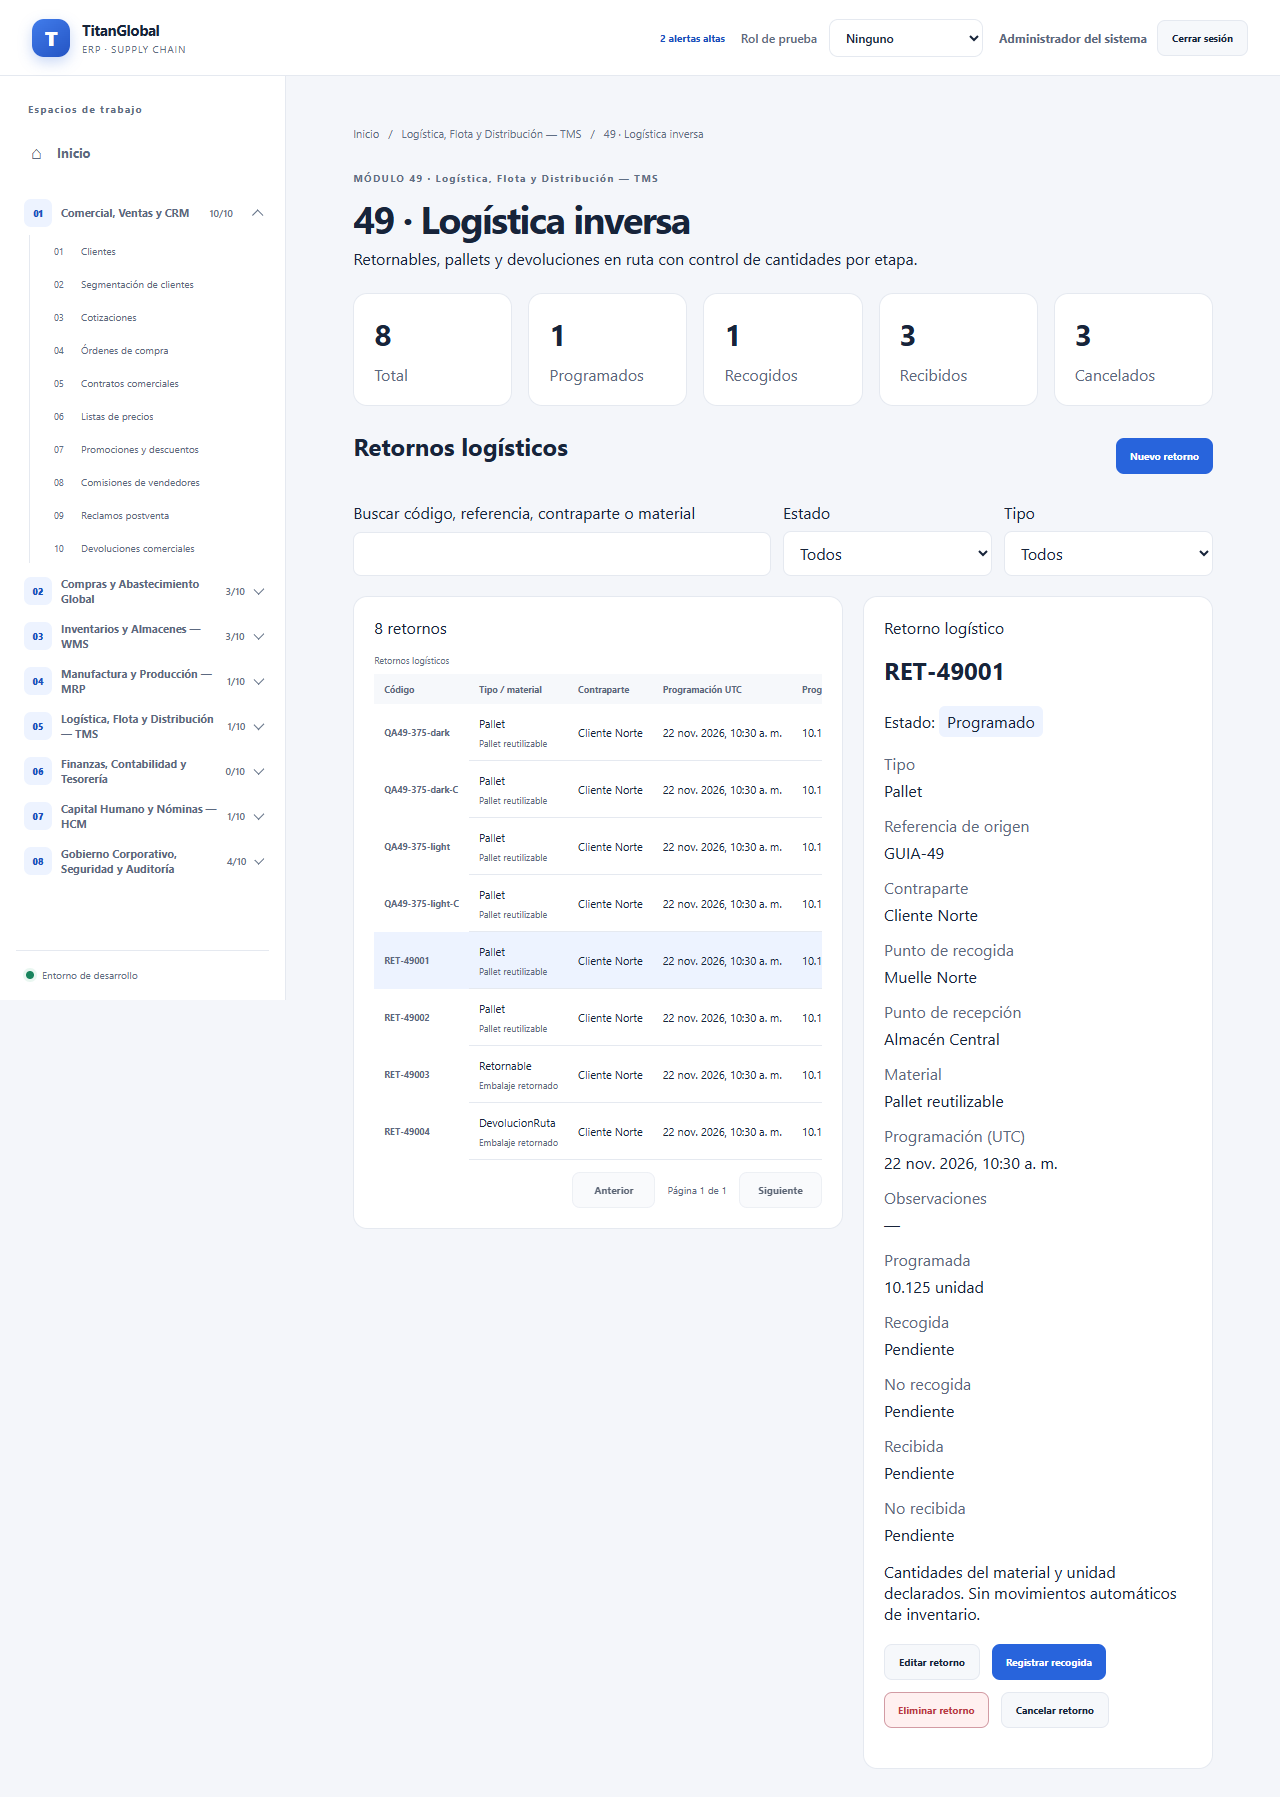 T
TitanGlobal
ERP · SUPPLY CHAIN
2 alertas altas
Rol de prueba
Ninguno
Administrador del sistema
Cerrar sesión
Espacios de trabajo
Inicio
01 Comercial, Ventas y CRM 10/10
01 Clientes
02 Segmentación de clientes
03 Cotizaciones
04 Órdenes de compra
05 Contratos comerciales
06 Listas de precios
07 Promociones y descuentos
08 Comisiones de vendedores
09 Reclamos postventa
10 Devoluciones comerciales
02 Compras y Abastecimiento Global 3/10
03 Inventarios y Almacenes — WMS 3/10
04 Manufactura y Producción — MRP 1/10
05 Logística, Flota y Distribución — TMS 1/10
06 Finanzas, Contabilidad y Tesorería 0/10
07 Capital Humano y Nóminas — HCM 1/10
08 Gobierno Corporativo, Seguridad y Auditoría 4/10
Entorno de desarrollo
Inicio / Logística, Flota y Distribución — TMS / 49 · Logística inversa
MÓDULO 49 · Logística, Flota y Distribución — TMS
49 · Logística inversa
Retornables, pallets y devoluciones en ruta con control de cantidades por etapa.
8
Total
1
Programados
1
Recogidos
3
Recibidos
3
Cancelados
Retornos logísticos
Nuevo retorno
Buscar código, referencia, contraparte o material
Estado
Todos
Tipo
Todos
8 retornos
Retornos logísticos
Código Tipo / material Contraparte Programación UTC Prog
QA49-375-dark Pallet Pallet reutilizable Cliente Norte 22 nov. 2026, 10:30 a. m. 10.1
QA49-375-dark-C Pallet Pallet reutilizable Cliente Norte 22 nov. 2026, 10:30 a. m. 10.1
QA49-375-light Pallet Pallet reutilizable Cliente Norte 22 nov. 2026, 10:30 a. m. 10.1
QA49-375-light-C Pallet Pallet reutilizable Cliente Norte 22 nov. 2026, 10:30 a. m. 10.1
RET-49001 Pallet Pallet reutilizable Cliente Norte 22 nov. 2026, 10:30 a. m. 10.1
RET-49002 Pallet Pallet reutilizable Cliente Norte 22 nov. 2026, 10:30 a. m. 10.1
RET-49003 Retornable Embalaje retornado Cliente Norte 22 nov. 2026, 10:30 a. m. 10.1
RET-49004 DevolucionRuta Embalaje retornado Cliente Norte 22 nov. 2026, 10:30 a. m. 10.1
Anterior
Página 1 de 1
Siguiente
Retorno logístico
RET-49001
Estado: Programado
Tipo
Pallet
Referencia de origen
GUIA-49
Contraparte
Cliente Norte
Punto de recogida
Muelle Norte
Punto de recepción
Almacén Central
Material
Pallet reutilizable
Programación (UTC)
22 nov. 2026, 10:30 a. m.
Observaciones
—
Programada
10.125 unidad
Recogida
Pendiente
No recogida
Pendiente
Recibida
Pendiente
No recibida
Pendiente
Cantidades del material y unidad
declarados. Sin movimientos automáticos
de inventario.
Editar retorno
Registrar recogida
Eliminar retorno
Cancelar retorno